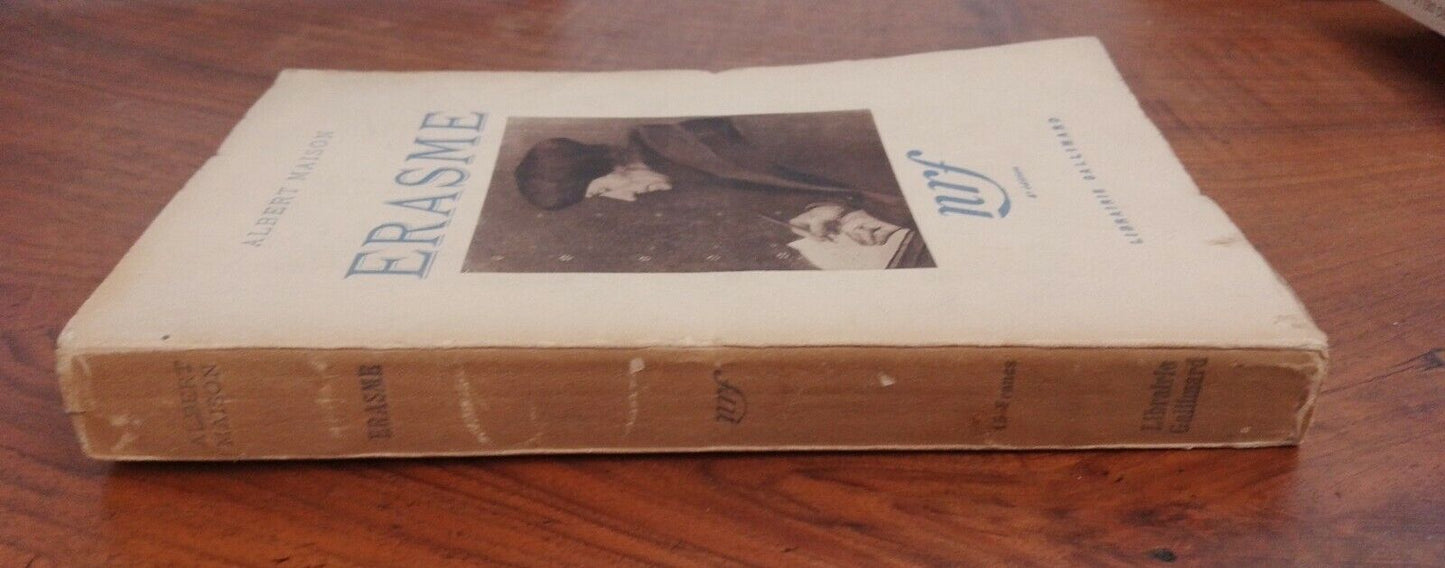 ALBERT MAISON
ERASME
nrf
LIBRAIRIE GALLIMARD
ALBERT
MAISON
ERASME
nrf
Librairie
Gallimard